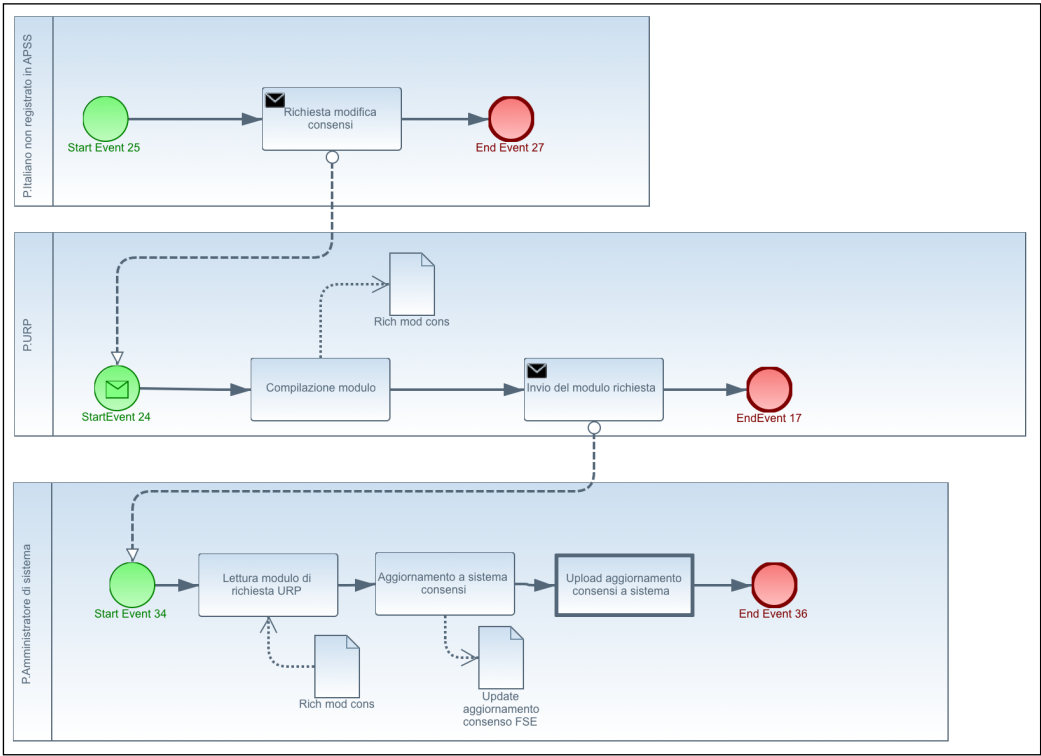 P.Italiano non registrato in APSS
Start Event 25
Richiesta modifica
consensi
End Event 27
P.URP
Rich mod cons
StartEvent 24
Compilazione modulo
Invio del modulo richiesta
EndEvent 17
P.Amministratore di sistema
Start Event 34
Lettura modulo di
richiesta URP
Aggiornamento a sistema
consensi
Upload aggiornamento
consensi a sistema
End Event 36
Rich mod cons
Update
aggiornamento
consenso FSE